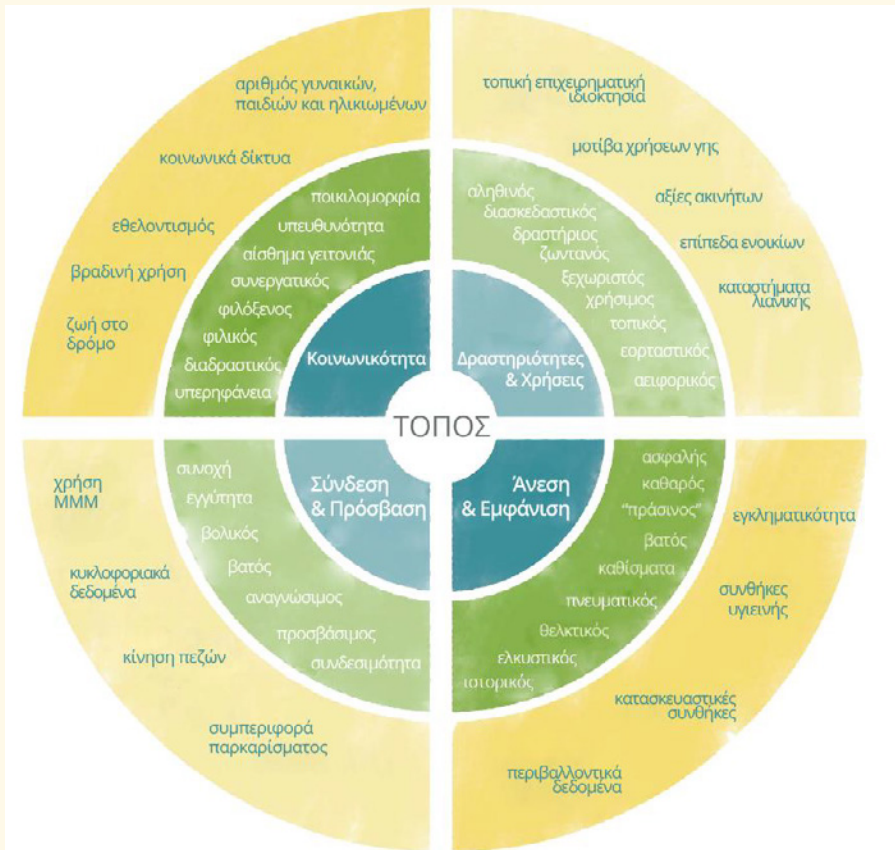 αριθμός γυναικών,
παιδιών και ηλικιωμένων
κοινωνικά δίκτυα
εθελοντισμός
βραδινή χρήση
ζωή στο
δρόμο
ποικιλομορφία
υπευθυνότητα
αίσθημα γειτονιάς
συνεργατικός
φιλόξενος
φιλικός
διαδραστικός
υπερηφάνεια
Κοινωνικότητα
τοπική επιχειρηματική
ιδιοκτησία
μοτίβα χρήσεων γης
αξίες ακινήτων
επίπεδα ενοικίων
καταστήματα
λιανικής
αληθινός
διασκεδαστικός
δραστήριος
ζωντανός
ξεχωριστός
χρήσιμος
τοπικός
εορταστικός
αειφορικός
Δραστηριότητες
& Χρήσεις
ΤΟΠΟΣ
χρήση
ΜΜΜ
κυκλοφοριακά
δεδομένα
κίνηση πεζών
συμπεριφορά
παρκαρίσματος
συνοχή
εγγύτητα
βολικός
βατός
αναγνώσιμος
προσβάσιμος
συνδεσιμότητα
Σύνδεση
& Πρόσβαση
Άνεση
& Εμφάνιση
ασφαλής
καθαρός
"πράσινος"
βατός
καθίσματα
πνευματικός
θελκτικός
ελκυστικός
ιστορικός
εγκληματικότητα
συνθήκες
υγιεινής
κατασκευαστικές
συνθήκες
περιβαλλοντικά
δεδομένα